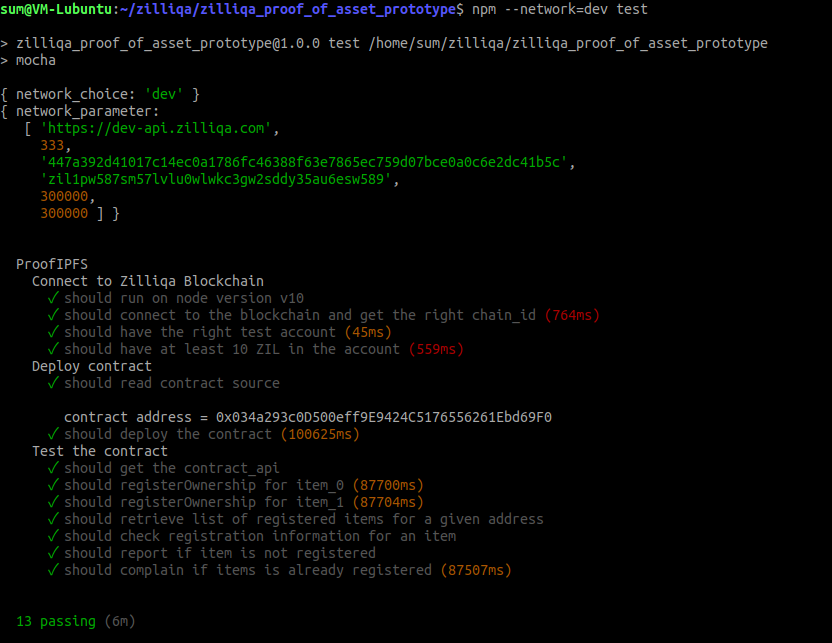 sum@VM-Lubuntu:~/zilliqa/zilliqa_proof_of_asset_prototype$ npm --network=dev test
> zilliqa_proof_of_asset_prototype@1.0.0 test /home/sum/zilliqa/zilliqa_proof_of_asset_prototype
> mocha
{ network_choice: 'dev' }
{ network_parameter:
[ 'https://dev-api.zilliqa.com',
333,
'447a392d41017c14ec0a1786fc46388f63e7865ec759d07bce0a0c6e2dc41b5c',
'zil1pw587sm57lvlu0wlwkc3gw2sddy35au6esw589',
300000,
300000 ] }
ProofIPFS
Connect to Zilliqa Blockchain
✓ should run on node version v10
✓ should connect to the blockchain and get the right chain_id (764ms)
✓ should have the right test account (45ms)
✓ should have at least 10 ZIL in the account (559ms)
Deploy contract
✓ should read contract source
contract address = 0x034a293c0D500eff9E9424C5176556261Ebd69F0
✓ should deploy the contract (100625ms)
Test the contract
✓ should get the contract_api
✓ should registerOwnership for item_0 (87700ms)
✓ should registerOwnership for item_1 (87704ms)
✓ should retrieve list of registered items for a given address
✓ should check registration information for an item
✓ should report if item is not registered
✓ should complain if items is already registered (87507ms)
13 passing (6m)